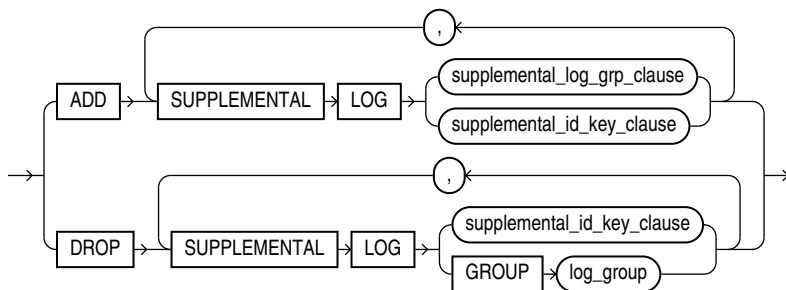 ,
supplemental_log_grp_clause
ADD SUPPLEMENTAL LOG
supplemental_id_key_clause
,
supplemental_id_key_clause
DROP SUPPLEMENTAL LOG
GROUP log_group